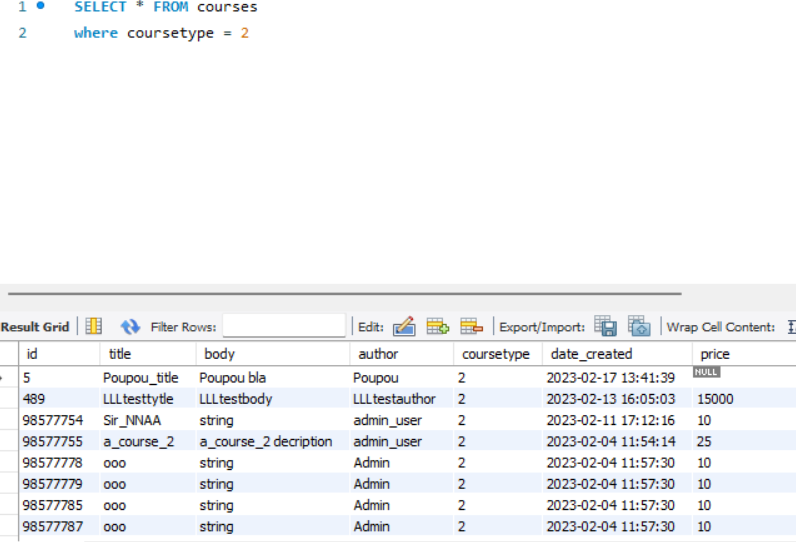 1 SELECT * FROM courses
2 where coursetype = 2
Result Grid Filter Rows: Edit: Export/Import: Wrap Cell Content:
id title body author coursetype date_created price
5 Poupou_title Poupou bla Poupou 2 2023-02-17 13:41:39 NULL
489 LLLtesttytle LLLtestbody LLLtestauthor 2 2023-02-13 16:05:03 15000
98577754 Sir_NNAA string admin_user 2 2023-02-11 17:12:16 10
98577755 a_course_2 a_course_2 decription admin_user 2 2023-02-04 11:54:14 25
98577778 ooo string Admin 2 2023-02-04 11:57:30 10
98577779 ooo string Admin 2 2023-02-04 11:57:30 10
98577785 ooo string Admin 2 2023-02-04 11:57:30 10
98577787 ooo string Admin 2 2023-02-04 11:57:30 10